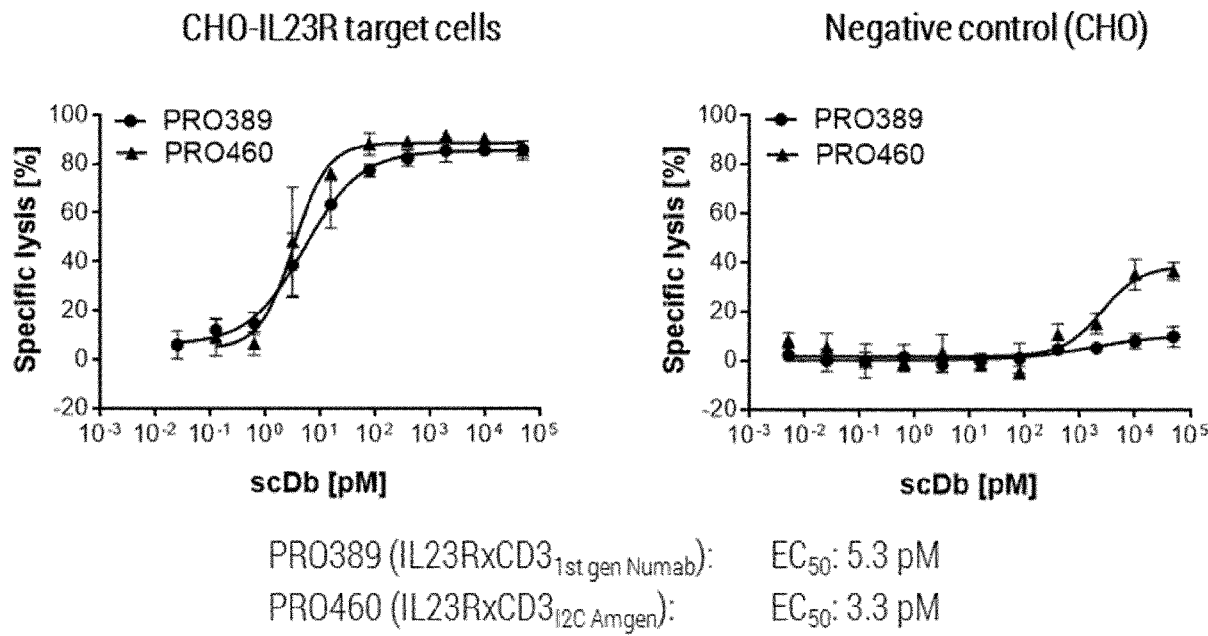 CHO-IL23R target cells
Negative control (CHO)
100
80
60
40
20
0
-20
Specific lysis [%]
PRO389
PRO460
10-3 10-2 10-1 100 101 102 103 104 105
scDb [pM]
100
80
60
40
20
0
-20
Specific lysis [%]
PRO389
PRO460
10-3 10-2 10-1 100 101 102 103 104 105
scDb [pM]
PRO389 (IL23RxCD31st gen Numab): EC50: 5.3 pM
PRO460 (IL23RxCD3I2C Amgen): EC50: 3.3 pM